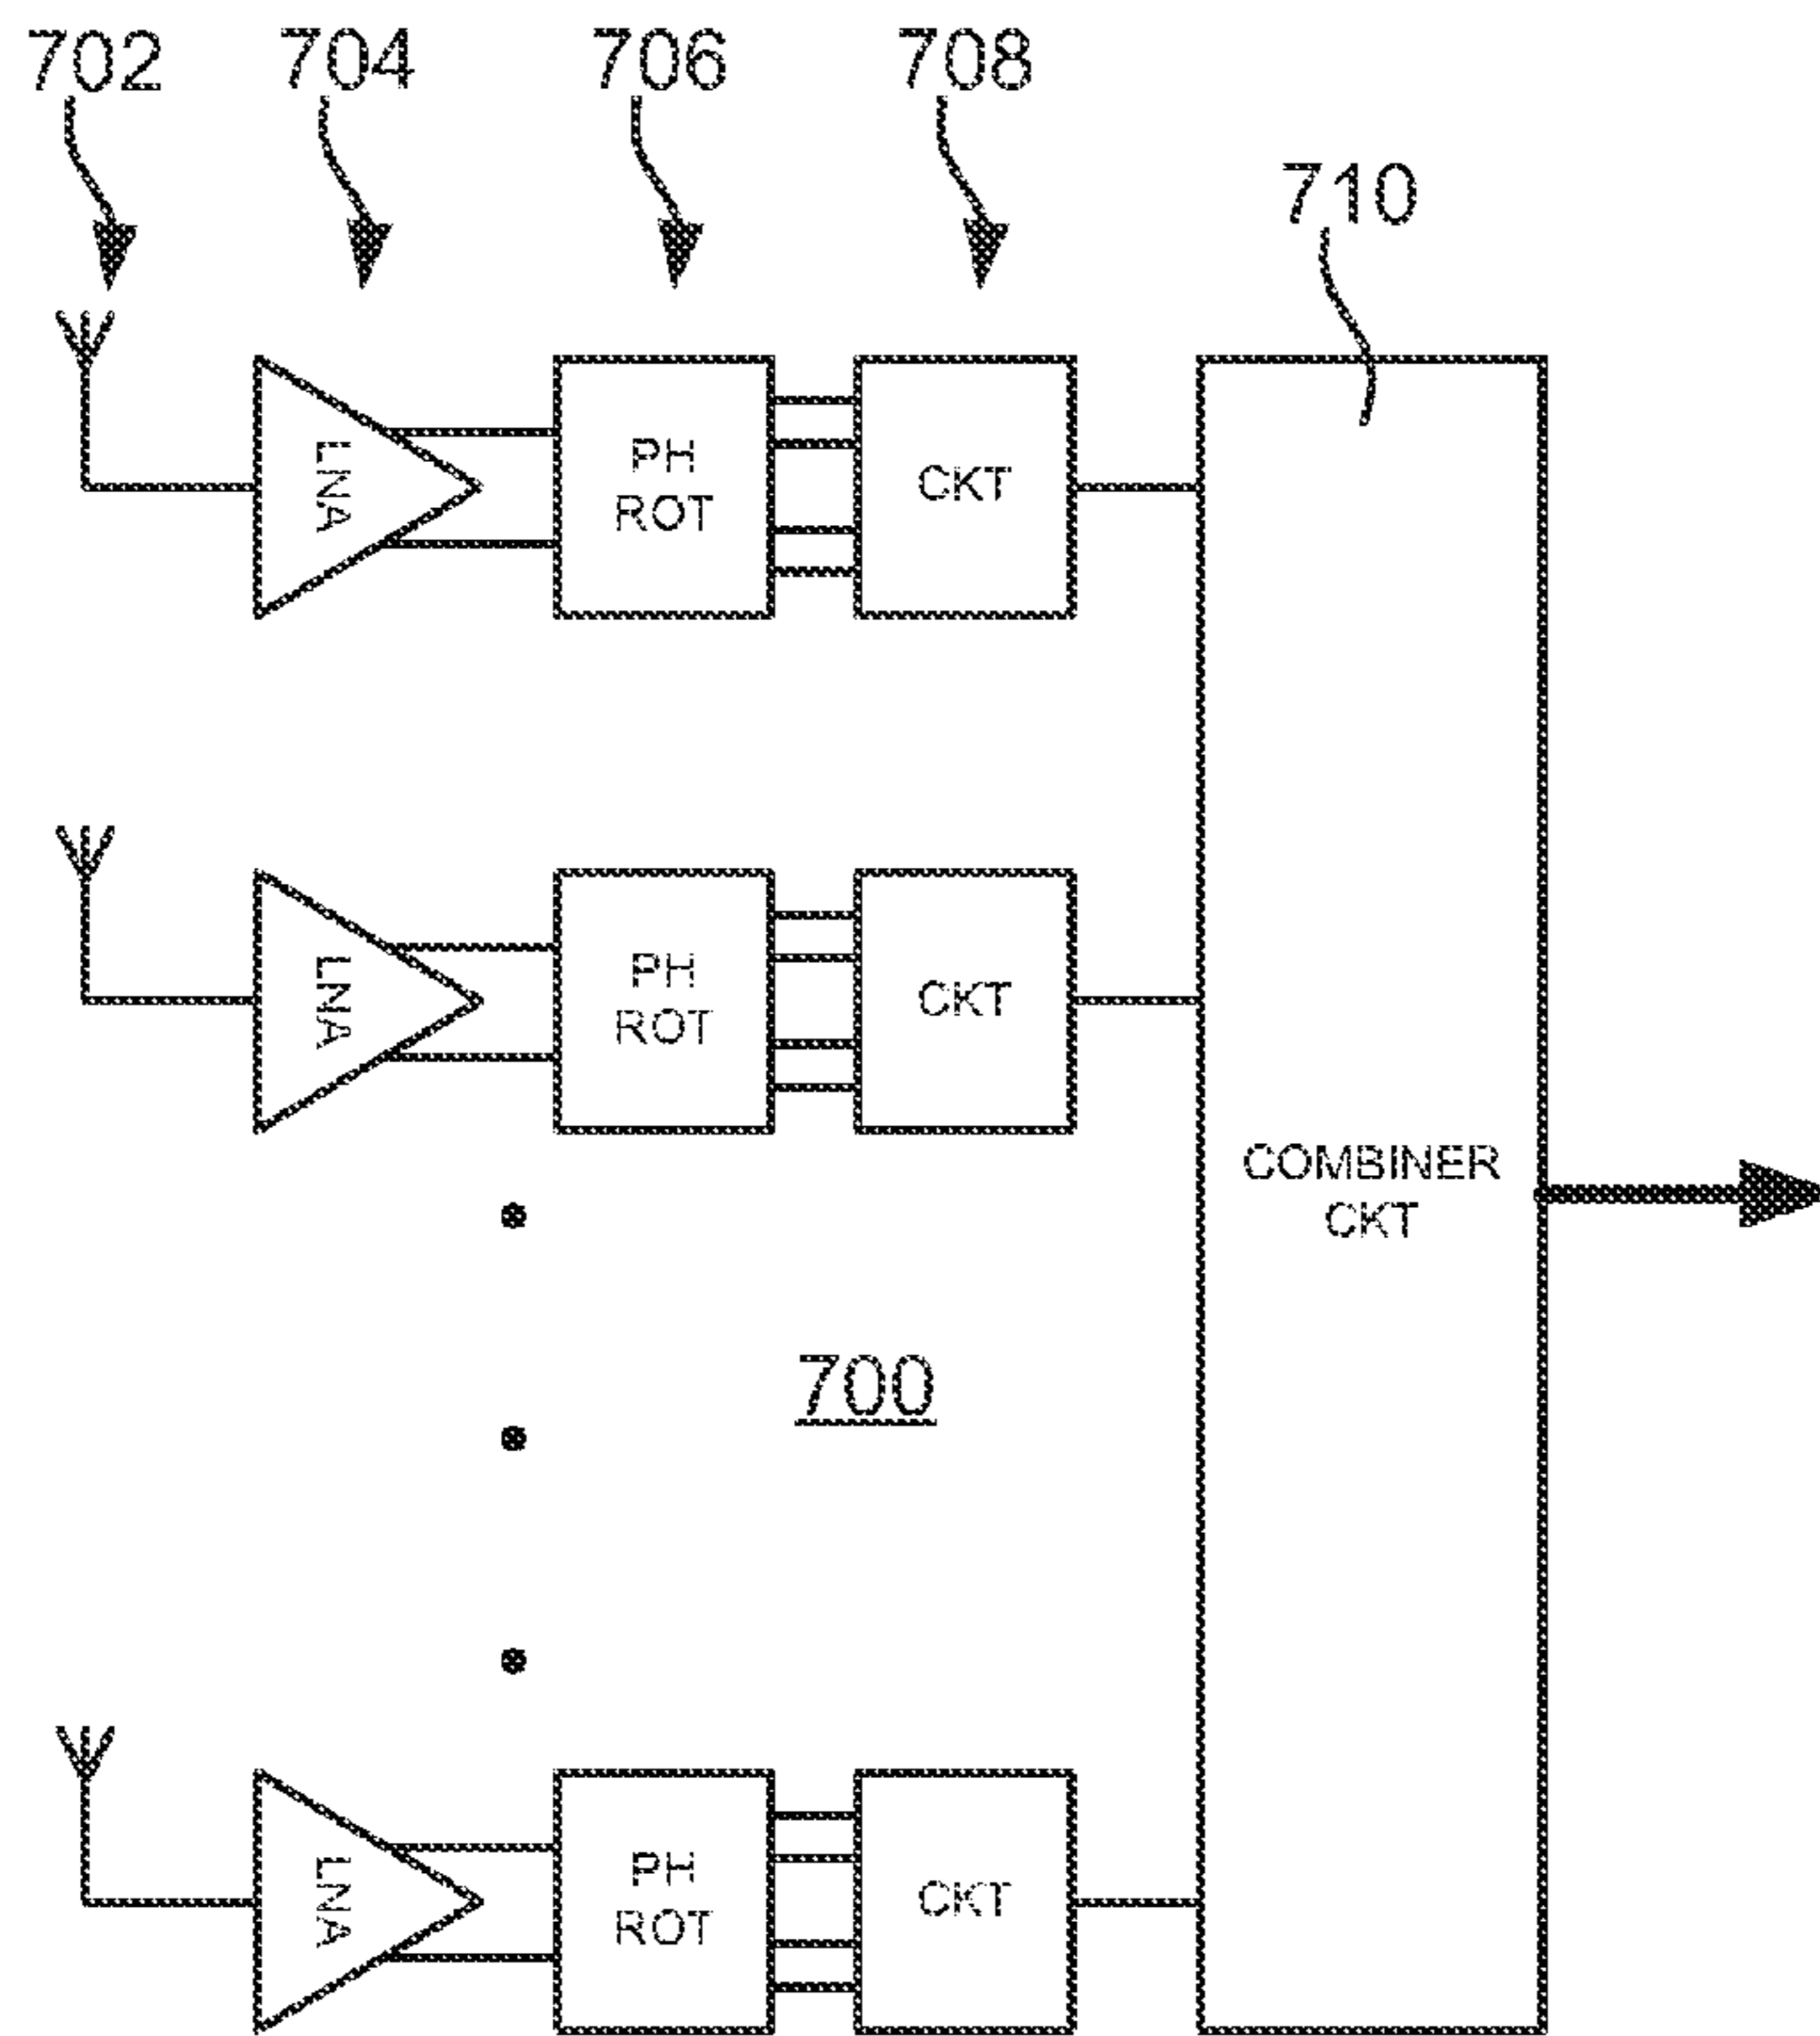 702
704
706
708
710
LNA
PH
ROT
CKT
LNA
PH
ROT
CKT
COMBINER
CKT
700
LNA
PH
ROT
CKT